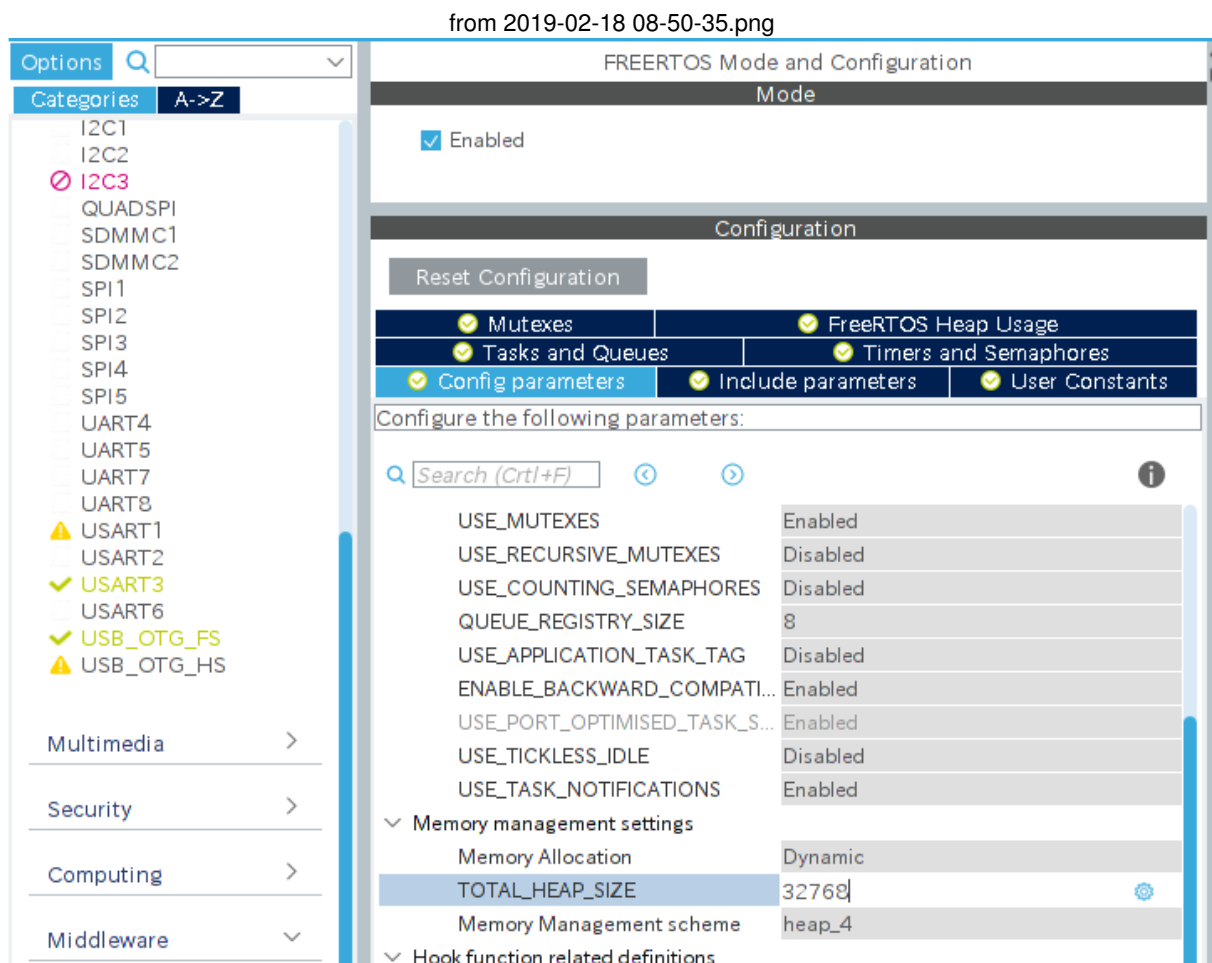 from 2019-02-18 08-50-35.png
Options
Categories A->Z
I2C1
I2C2
I2C3
QUADSPI
SDMMC1
SDMMC2
SPI1
SPI2
SPI3
SPI4
SPI5
UART4
UART5
UART7
UART8
USART1
USART2
USART3
USART6
USB_OTG_FS
USB_OTG_HS
Multimedia
Security
Computing
Middleware
FREERTOS Mode and Configuration
Mode
Enabled
Configuration
Reset Configuration
Mutexes FreeRTOS Heap Usage
Tasks and Queues Timers and Semaphores
Config parameters Include parameters User Constants
Configure the following parameters:
Search (Crtl+F)
USE_MUTEXES Enabled
USE_RECURSIVE_MUTEXES Disabled
USE_COUNTING_SEMAPHORES Disabled
QUEUE_REGISTRY_SIZE 8
USE_APPLICATION_TASK_TAG Disabled
ENABLE_BACKWARD_COMPATI... Enabled
USE_PORT_OPTIMISED_TASK_S... Enabled
USE_TICKLESS_IDLE Disabled
USE_TASK_NOTIFICATIONS Enabled
Memory management settings
Memory Allocation Dynamic
TOTAL_HEAP_SIZE 32768
Memory Management scheme heap_4
Hook function related definitions